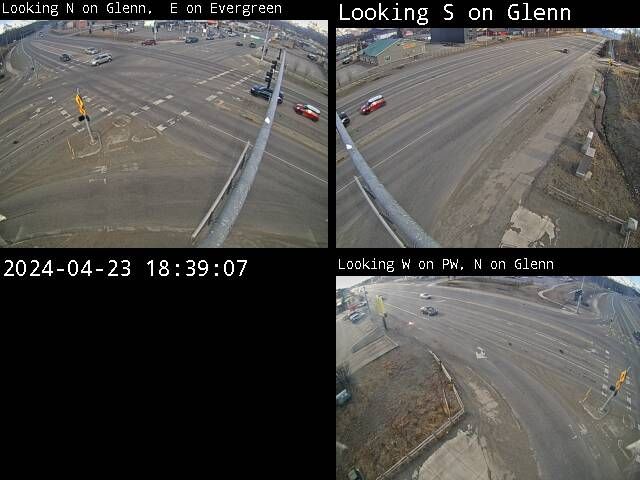 Looking N on Glenn, E on Evergreen
Looking S on Glenn
2024-04-23 18:39:07
Looking W on PW, N on Glenn